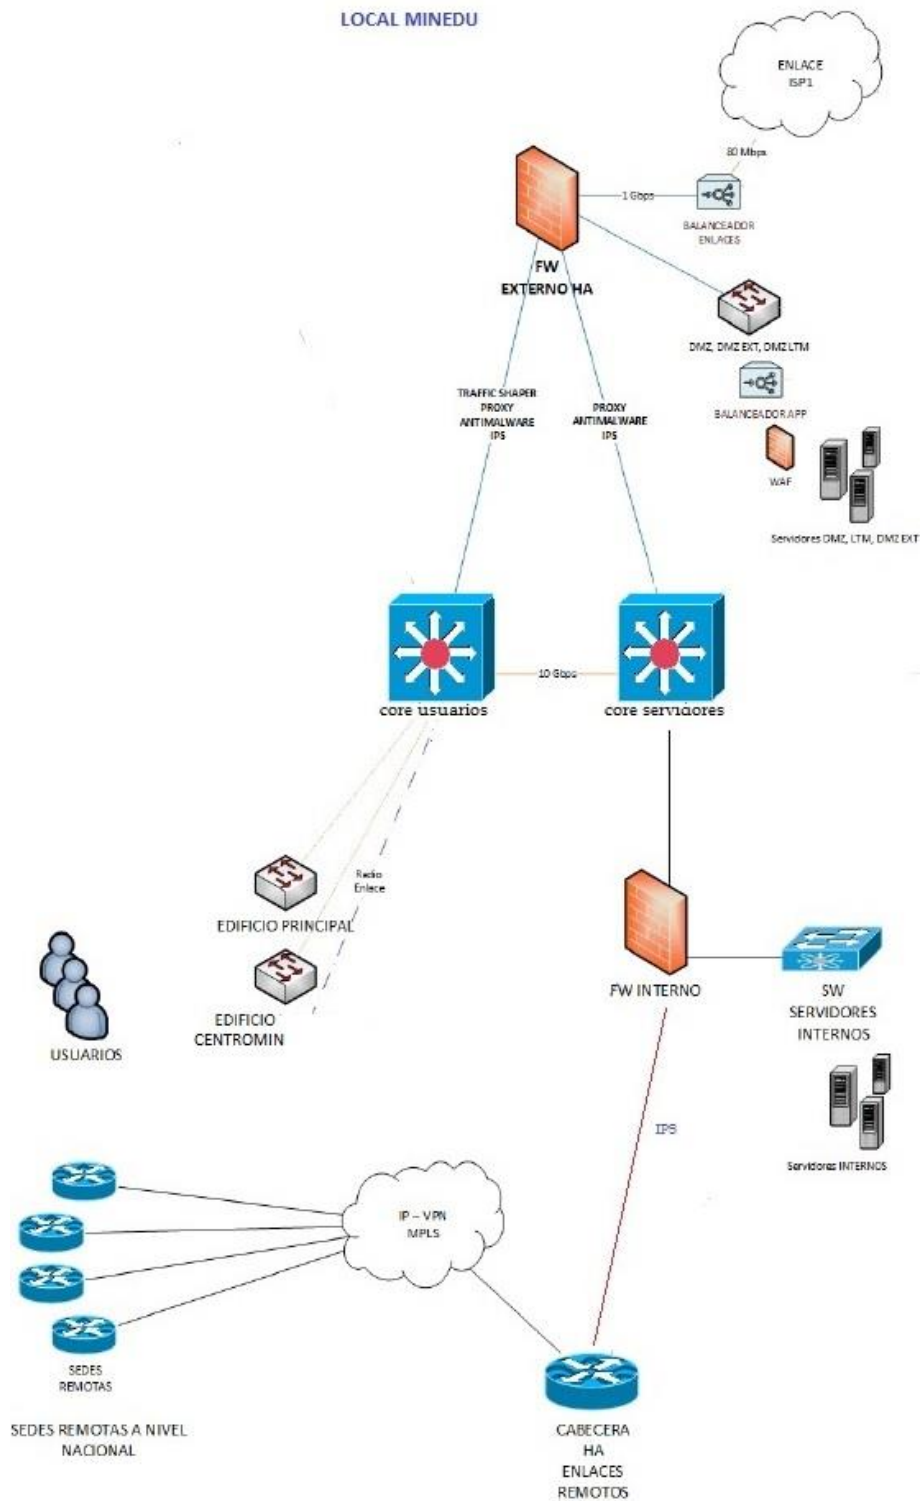 LOCAL MINEDU
ENLACE
ISP1
80 Mbps
1 Gbps
BALANCEADOR
ENLACES
FW
EXTERNO HA
DMZ, DMZ EXT, DMZ LTM
TRAFFIC SHAPER
PROXY
ANTIMALWARE
IPS
PROXY
ANTIMALWARE
IPS
BALANCEADOR APP
WAF
Servidores DMZ, LTM, DMZ EXT
10 Gbps
core usuarios
core servidores
Radio
Enlace
EDIFICIO PRINCIPAL
EDIFICIO
CENTROMIN
USUARIOS
FW INTERNO
SW
SERVIDORES
INTERNOS
IPS
Servidores INTERNOS
IP – VPN
MPLS
SEDES
REMOTAS
SEDES REMOTAS A NIVEL
NACIONAL
CABECERA
HA
ENLACES
REMOTOS